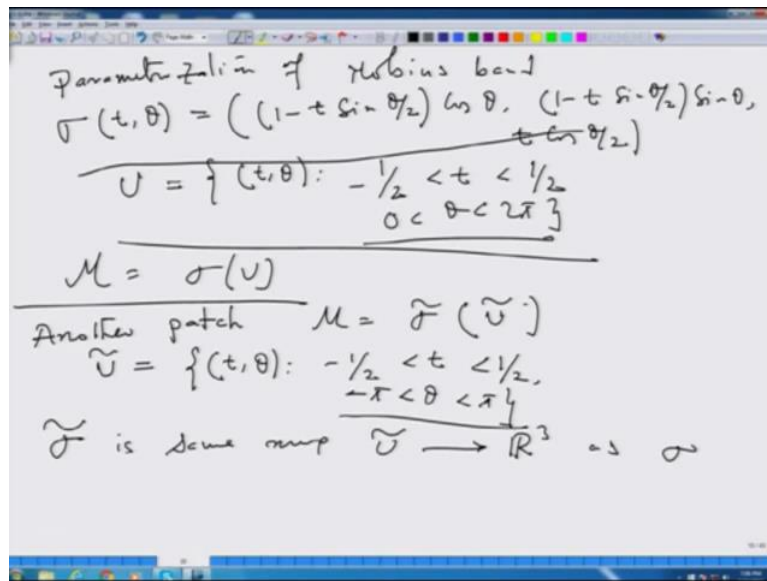 Parametrization of Mobius band
σ(t, θ) = ((1 - t Sin θ/2) Cos θ, (1 - t Sin θ/2) Sin θ,
t Cos θ/2)
U = { (t, θ): - 1/2 < t < 1/2
0 < θ < 2π }
M = σ(U)
Another patch M = σ̃ (Ũ)
Ũ = {(t, θ): - 1/2 < t < 1/2,
-π < θ < π}
σ̃ is same map Ũ → ℝ³ as σ